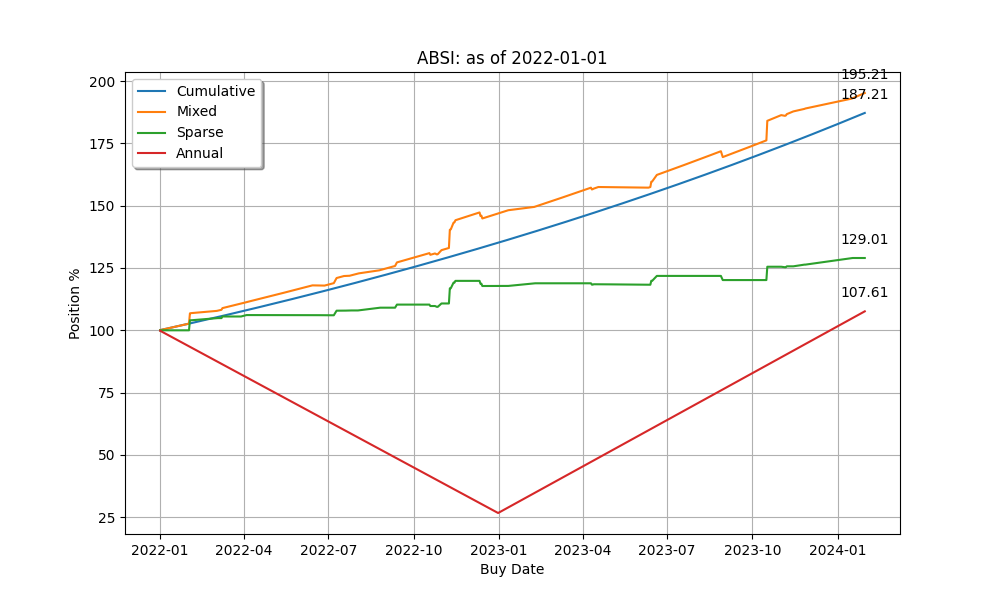 ABSI: as of 2022-01-01
195.21
187.21
129.01
107.61
Cumulative
Mixed
Sparse
Annual
Position %
200
175
150
125
100
75
50
25
2022-01 2022-04 2022-07 2022-10 2023-01 2023-04 2023-07 2023-10 2024-01
Buy Date